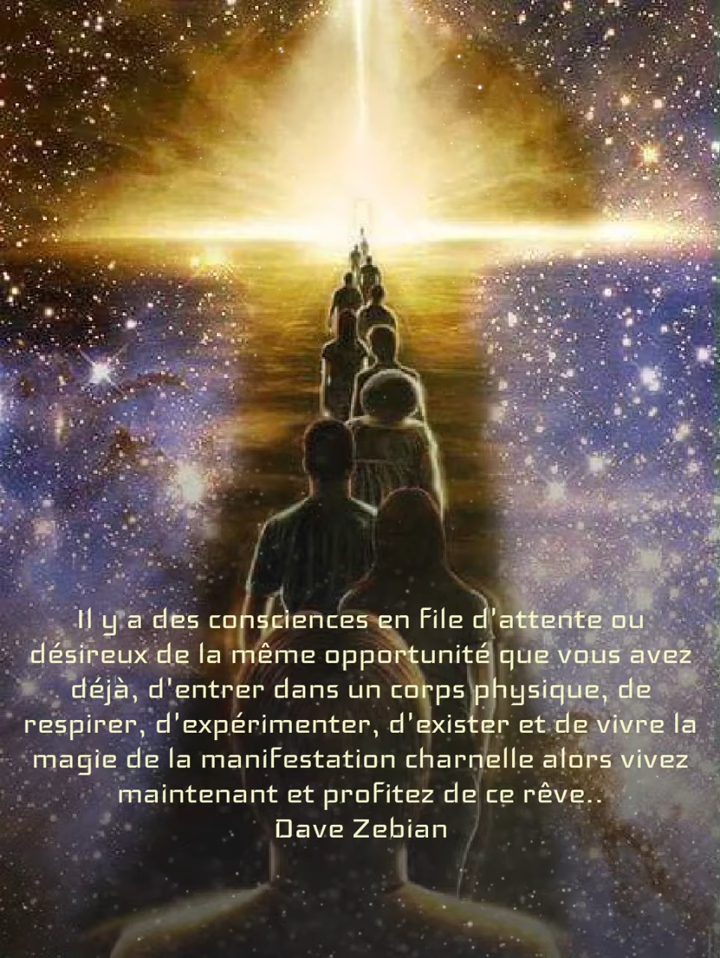 Il y a des consciences en file d'attente ou
désireux de la même opportunité que vous avez
déjà, d'entrer dans un corps physique, de
respirer, d'expérimenter, d'exister et de vivre la
magie de la manifestation charnelle alors vivez
maintenant et profitez de ce rêve..
Dave Zebian